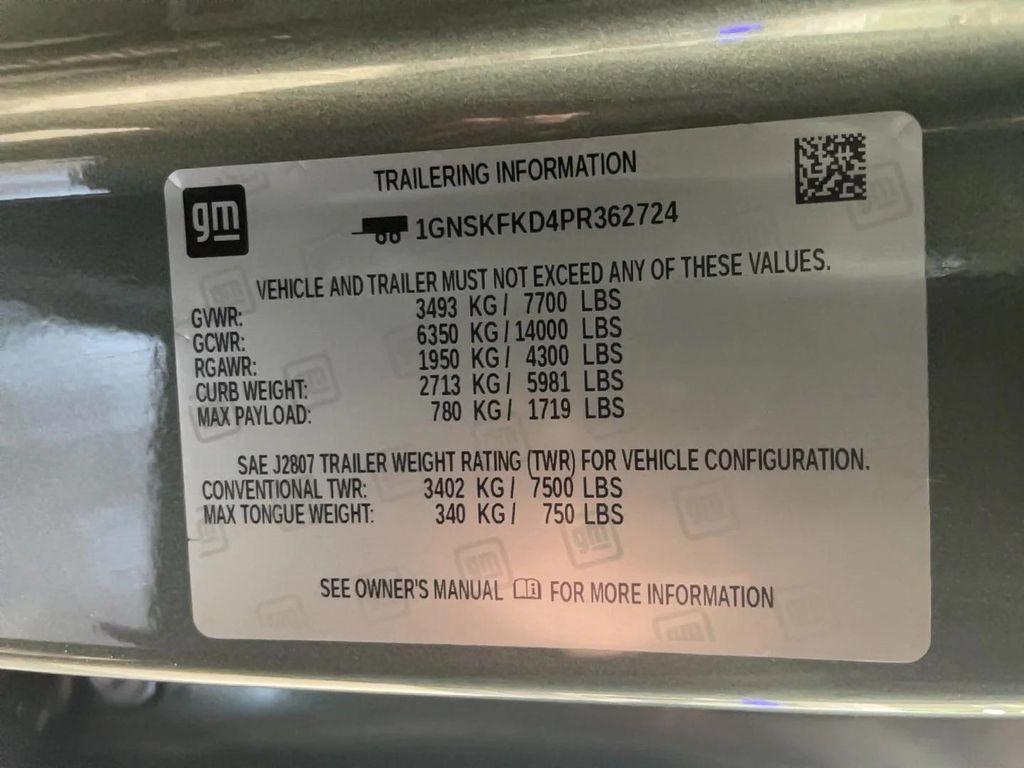 gm
TRAILERING INFORMATION
1GNSKFKD4PR362724
VEHICLE AND TRAILER MUST NOT EXCEED ANY OF THESE VALUES.
GVWR: 3493 KG / 7700 LBS
GCWR: 6350 KG / 14000 LBS
RGAWR: 1950 KG / 4300 LBS
CURB WEIGHT: 2713 KG / 5981 LBS
MAX PAYLOAD: 780 KG / 1719 LBS
SAE J2807 TRAILER WEIGHT RATING (TWR) FOR VEHICLE CONFIGURATION.
CONVENTIONAL TWR: 3402 KG / 7500 LBS
MAX TONGUE WEIGHT: 340 KG / 750 LBS
SEE OWNER'S MANUAL FOR MORE INFORMATION